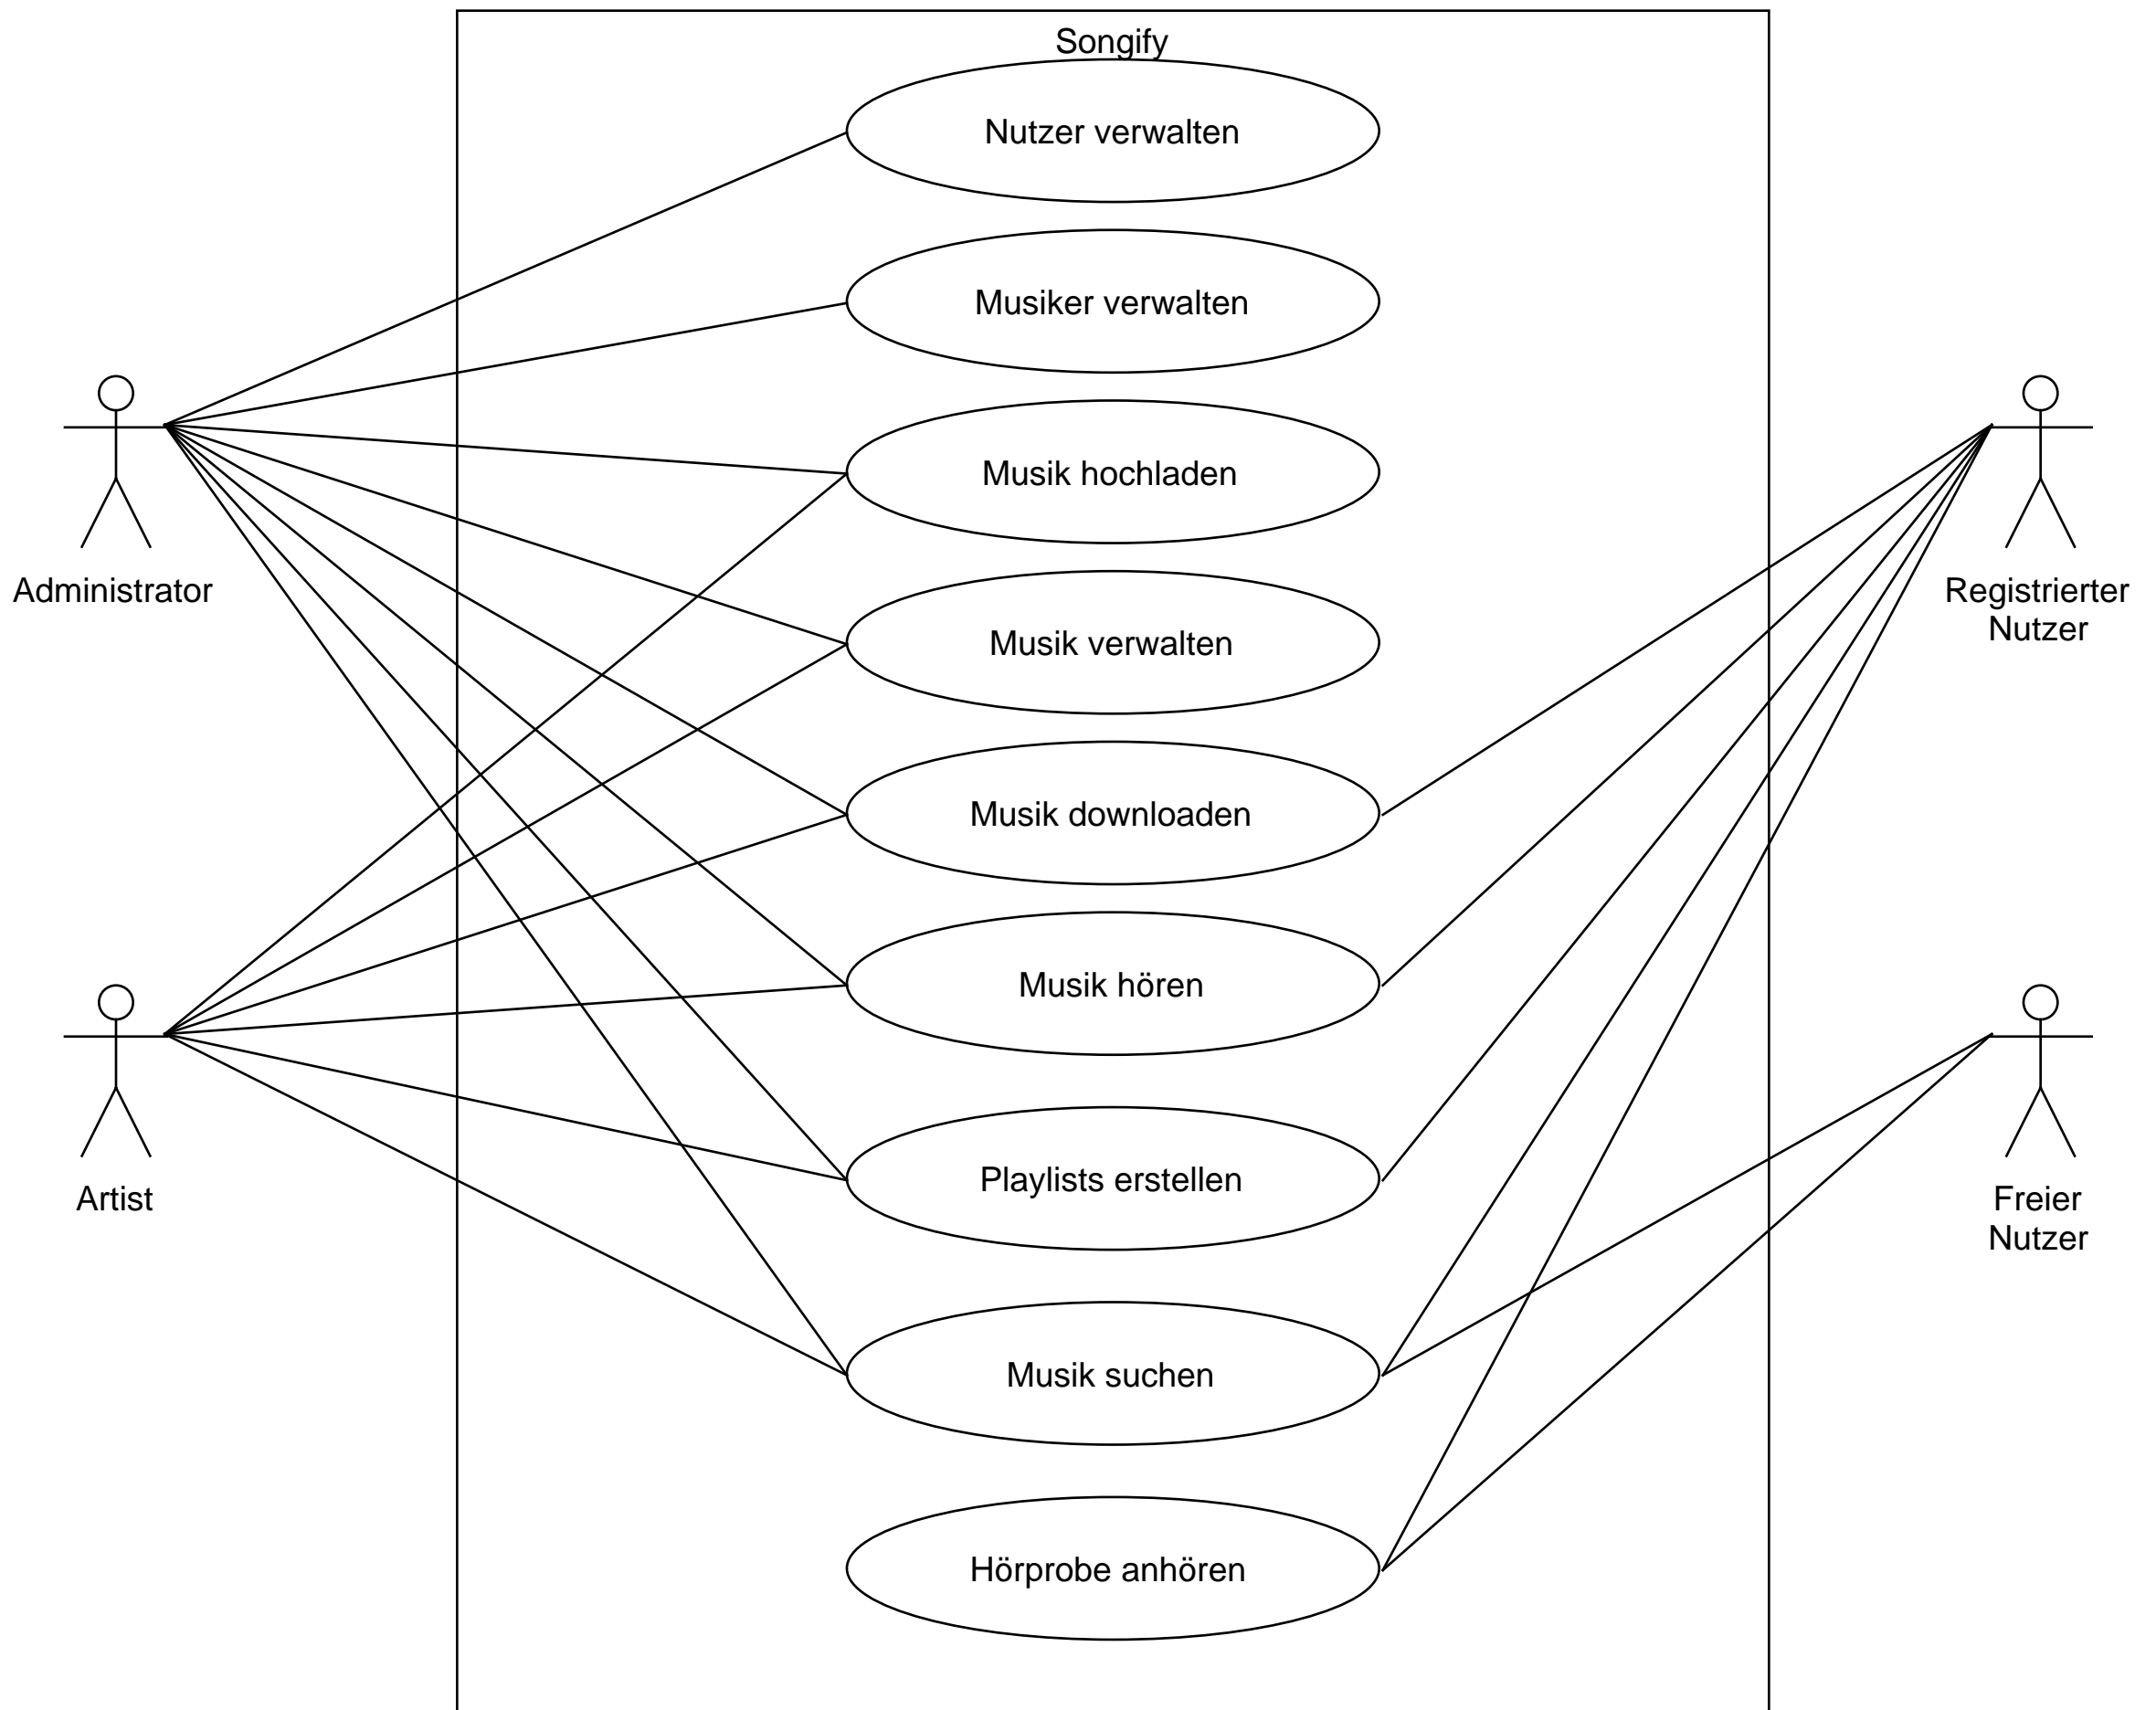 Songify
Nutzer verwalten
Musiker verwalten
Musik hochladen
Administrator
Registrierter
Nutzer
Musik verwalten
Musik downloaden
Musik hören
Playlists erstellen
Artist
Freier
Nutzer
Musik suchen
Hörprobe anhören